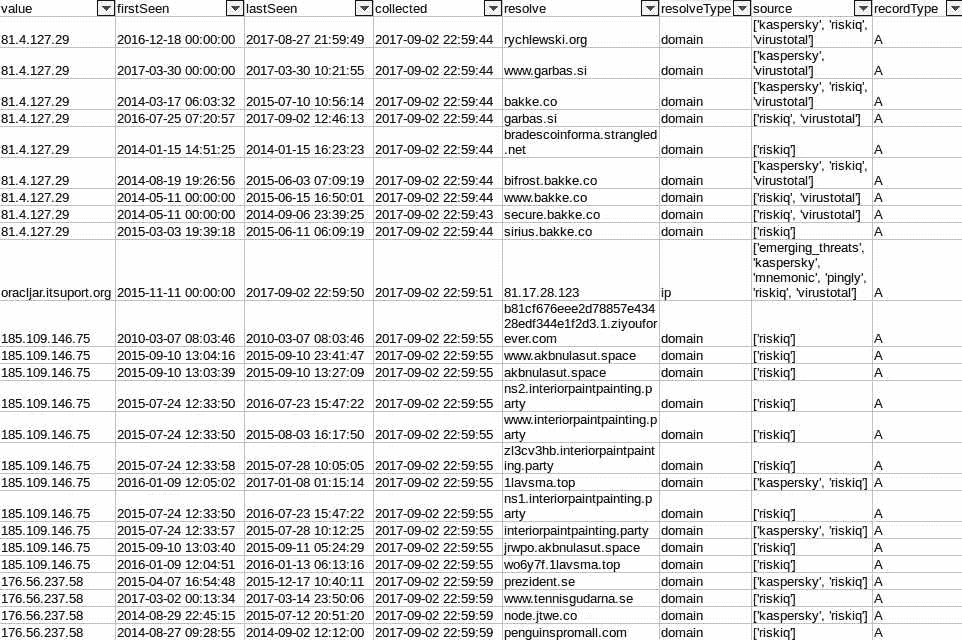 value firstSeen lastSeen collected resolve resolveType source recordType
['kaspersky', 'riskiq',
81.4.127.29 2016-12-18 00:00:00 2017-08-27 21:59:49 2017-09-02 22:59:44 rychlewski.org domain 'virustotal'] A
['kaspersky',
81.4.127.29 2017-03-30 00:00:00 2017-03-30 10:21:55 2017-09-02 22:59:44 www.garbas.si domain 'virustotal'] A
['kaspersky', 'riskiq',
81.4.127.29 2014-03-17 06:03:32 2015-07-10 10:56:14 2017-09-02 22:59:44 bakke.co domain 'virustotal'] A
81.4.127.29 2016-07-25 07:20:57 2017-09-02 12:46:13 2017-09-02 22:59:44 garbas.si domain ['riskiq', 'virustotal'] A
bradescoinforma.strangled
81.4.127.29 2014-01-15 14:51:25 2014-01-15 16:23:23 2017-09-02 22:59:44 .net domain ['riskiq'] A
['kaspersky', 'riskiq',
81.4.127.29 2014-08-19 19:26:56 2015-06-03 07:09:19 2017-09-02 22:59:44 bifrost.bakke.co domain 'virustotal'] A
81.4.127.29 2014-05-11 00:00:00 2015-06-15 16:50:01 2017-09-02 22:59:44 www.bakke.co domain ['riskiq', 'virustotal'] A
81.4.127.29 2014-05-11 00:00:00 2014-09-06 23:39:25 2017-09-02 22:59:43 secure.bakke.co domain ['riskiq', 'virustotal'] A
81.4.127.29 2015-03-03 19:39:18 2015-06-11 06:09:19 2017-09-02 22:59:44 sirius.bakke.co domain ['riskiq'] A
['emerging_threats',
'kaspersky',
'mnemonic', 'pingly',
oracljar.itsuport.org 2015-11-11 00:00:00 2017-09-02 22:59:50 2017-09-02 22:59:51 81.17.28.123 ip 'riskiq', 'virustotal'] A
b81cf676eee2d78857e434
28edf344e1f2d3.1.ziyoufor
185.109.146.75 2010-03-07 08:03:46 2010-03-07 08:03:46 2017-09-02 22:59:55 ever.com domain ['riskiq'] A
185.109.146.75 2015-09-10 13:04:16 2015-09-10 23:41:47 2017-09-02 22:59:55 www.akbnulasut.space domain ['riskiq'] A
185.109.146.75 2015-09-10 13:03:39 2015-09-10 13:27:09 2017-09-02 22:59:55 akbnulasut.space domain ['riskiq'] A
ns2.interiorpaintpainting.p
185.109.146.75 2015-07-24 12:33:50 2016-07-23 15:47:22 2017-09-02 22:59:55 arty domain ['riskiq'] A
www.interiorpaintpainting.p
185.109.146.75 2015-07-24 12:33:50 2015-08-03 16:17:50 2017-09-02 22:59:55 arty domain ['riskiq'] A
zl3cv3hb.interiorpaintpaint
185.109.146.75 2015-07-24 12:33:58 2015-07-28 10:05:05 2017-09-02 22:59:55 ing.party domain ['riskiq'] A
185.109.146.75 2016-01-09 12:05:02 2017-01-08 01:15:14 2017-09-02 22:59:55 1lavsma.top domain ['kaspersky', 'riskiq'] A
ns1.interiorpaintpainting.p
185.109.146.75 2015-07-24 12:33:50 2016-07-23 15:47:22 2017-09-02 22:59:55 arty domain ['riskiq'] A
185.109.146.75 2015-07-24 12:33:57 2015-07-28 10:12:25 2017-09-02 22:59:55 interiorpaintpainting.party domain ['kaspersky', 'riskiq'] A
185.109.146.75 2015-09-10 13:03:40 2015-09-11 05:24:29 2017-09-02 22:59:55 jrwpo.akbnulasut.space domain ['riskiq'] A
185.109.146.75 2016-01-09 12:04:51 2016-01-13 06:13:16 2017-09-02 22:59:55 wo6y7f.1lavsma.top domain ['riskiq'] A
176.56.237.58 2015-04-07 16:54:48 2015-12-17 10:40:11 2017-09-02 22:59:59 prezident.se domain ['kaspersky', 'riskiq'] A
176.56.237.58 2017-03-02 00:13:34 2017-03-14 23:50:06 2017-09-02 22:59:59 www.tennisgudarna.se domain ['riskiq'] A
176.56.237.58 2014-08-29 22:45:15 2015-07-12 20:51:20 2017-09-02 22:59:59 node.jtwe.co domain ['kaspersky', 'riskiq'] A
176.56.237.58 2014-08-27 09:28:55 2014-09-02 12:12:00 2017-09-02 22:59:59 penguinspromall.com domain ['riskiq'] A